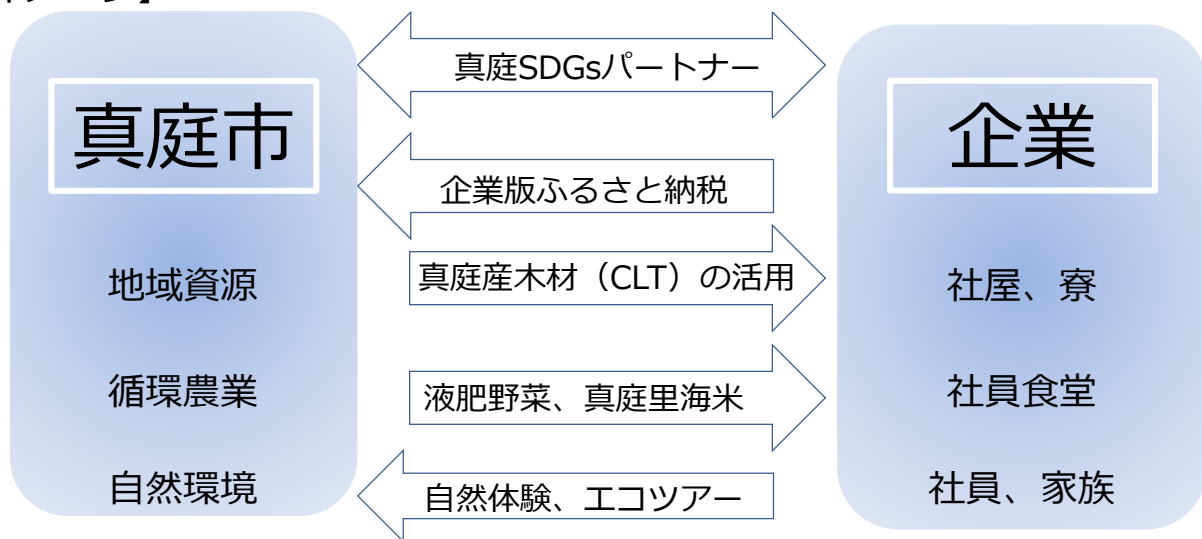 真庭市
地域資源
循環農業
自然環境
真庭SDGsパートナー
企業版ふるさと納税
真庭産木材（CLT）の活用
液肥野菜、真庭里海米
自然体験、エコツアー
企業
社屋、寮
社員食堂
社員、家族